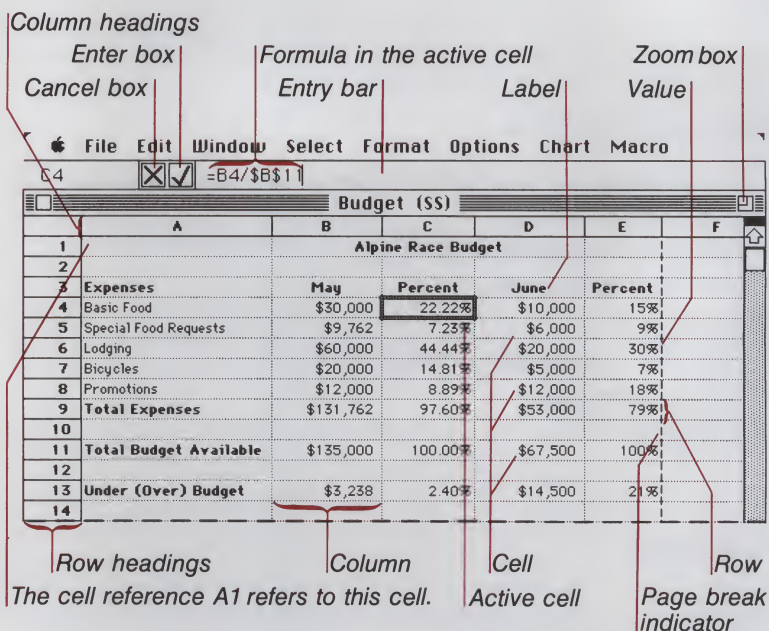 Column headings
Enter box Formula in the active cell Zoom box
Cancel box Entry bar Label Value
File Edit Window Select Format Options Chart Macro
C4 =B4/$B$11
Budget (SS)
A B C D E F
1 Alpine Race Budget
2
3 Expenses May Percent June Percent
4 Basic Food $30,000 22.22% $10,000 15%
5 Special Food Requests $9,762 7.23% $6,000 9%
6 Lodging $60,000 44.44% $20,000 30%
7 Bicycles $20,000 14.81% $5,000 7%
8 Promotions $12,000 8.89% $12,000 18%
9 Total Expenses $131,762 97.60% $53,000 79%
10
11 Total Budget Available $135,000 100.00% $67,500 100%
12
13 Under (Over) Budget $3,238 2.40% $14,500 21%
14
Row headings Column Cell Row
The cell reference A1 refers to this cell. Active cell Page break
indicator